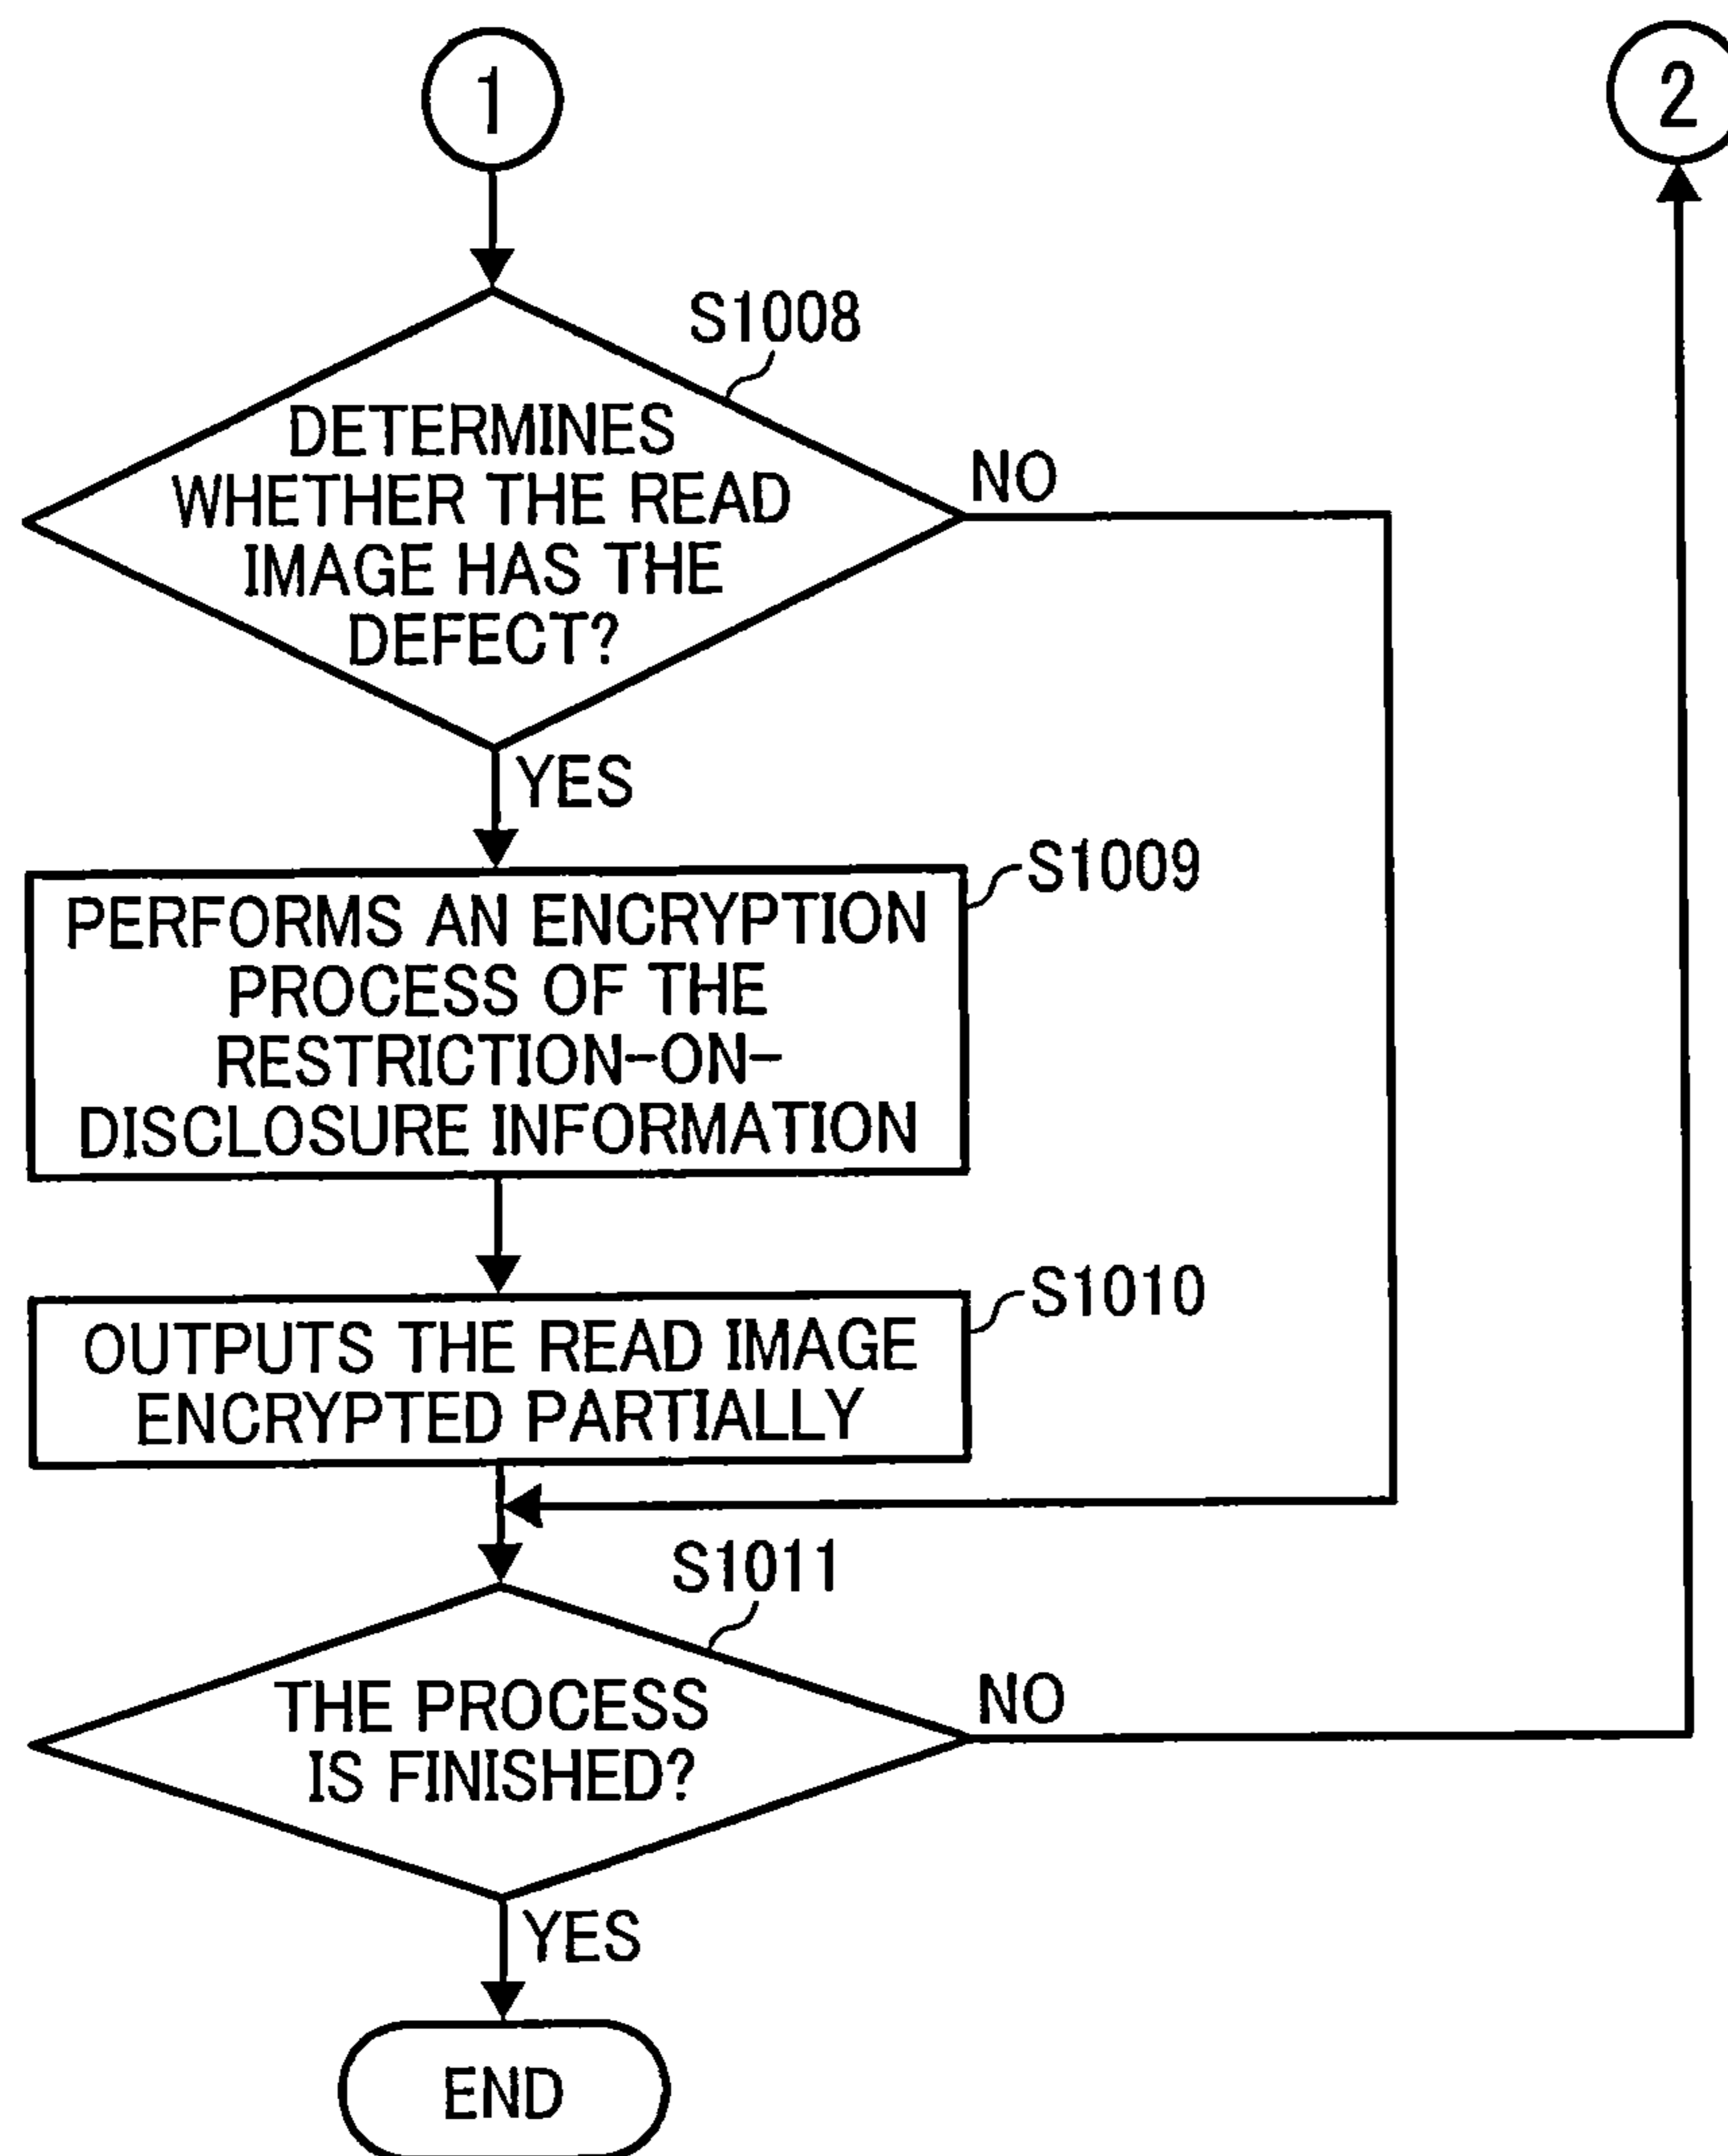 1
2
S1008
DETERMINES
WHETHER THE READ
IMAGE HAS THE
DEFECT?
NO
YES
S1009
PERFORMS AN ENCRYPTION
PROCESS OF THE
RESTRICTION-ON-
DISCLOSURE INFORMATION
S1010
OUTPUTS THE READ IMAGE
ENCRYPTED PARTIALLY
S1011
THE PROCESS
IS FINISHED?
NO
YES
END